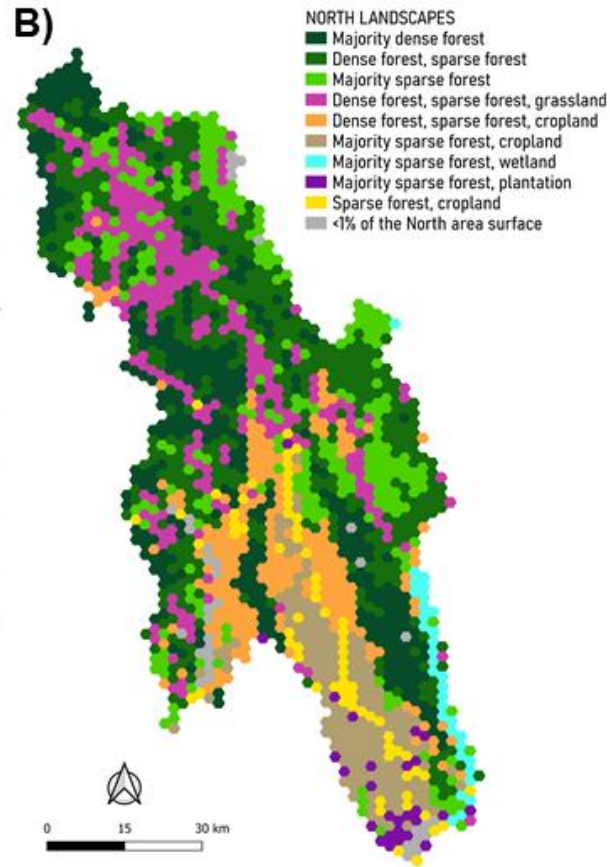 B)
NORTH LANDSCAPES
Majority dense forest
Dense forest, sparse forest
Majority sparse forest
Dense forest, sparse forest, grassland
Dense forest, sparse forest, cropland
Majority sparse forest, cropland
Majority sparse forest, wetland
Majority sparse forest, plantation
Sparse forest, cropland
<1% of the North area surface
0 15 30 km